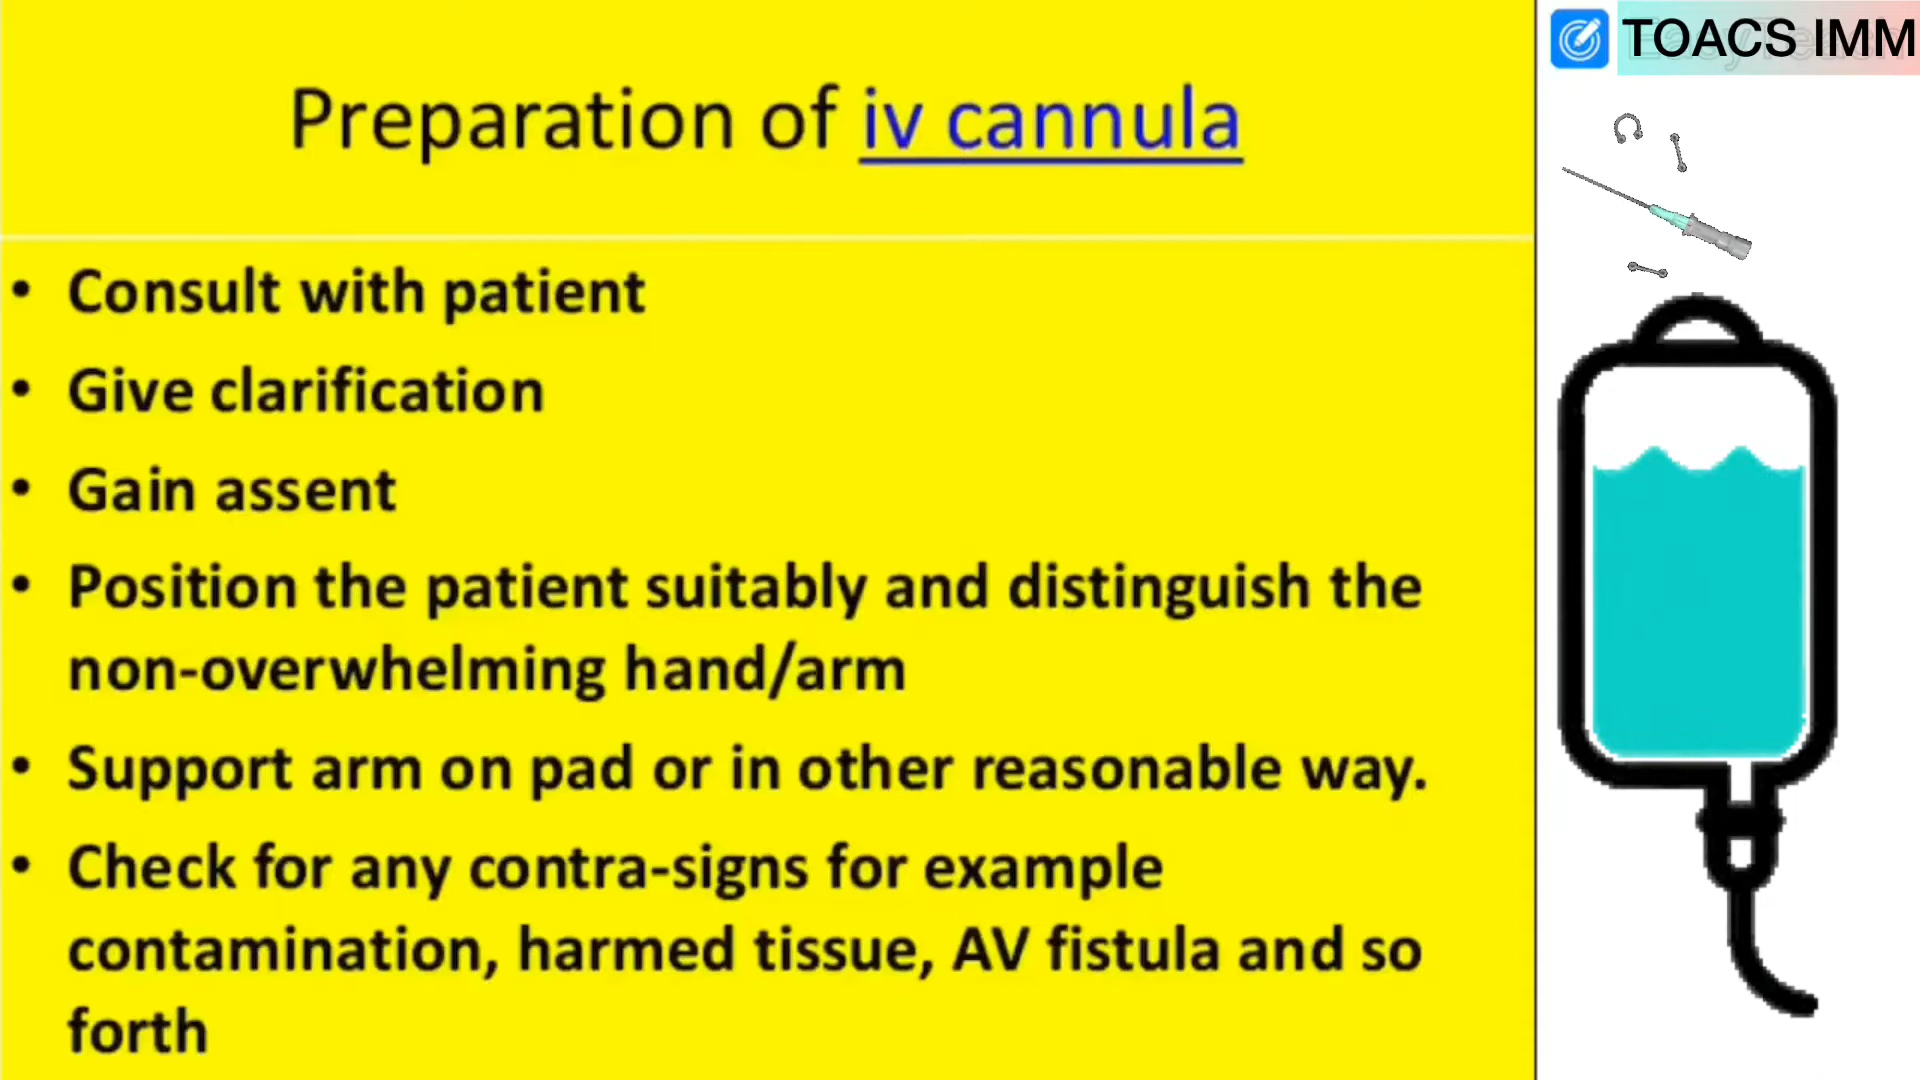 TOACS IMM
Preparation of iv cannula
• Consult with patient
• Give clarification
• Gain assent
• Position the patient suitably and distinguish the
non-overwhelming hand/arm
• Support arm on pad or in other reasonable way.
• Check for any contra-signs for example
contamination, harmed tissue, AV fistula and so
forth